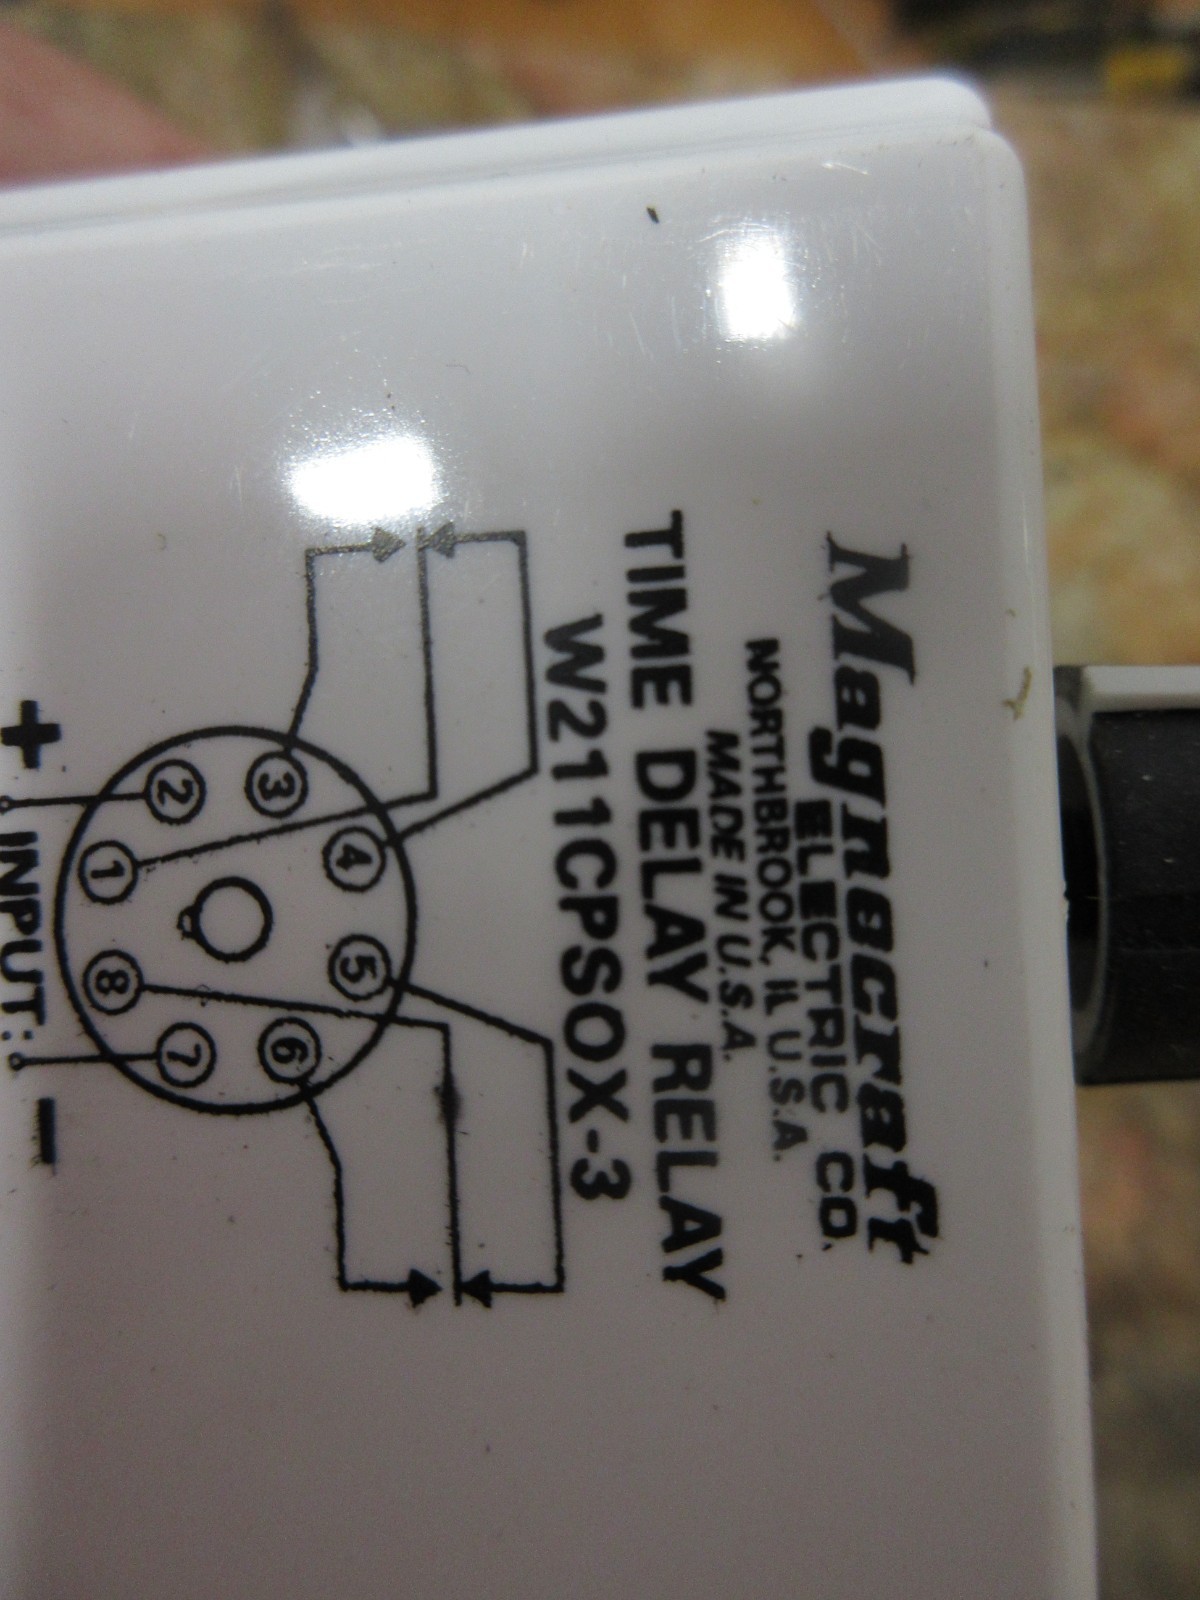 Magnecraft
ELECTRIC CO.
NORTHBROOK, IL U.S.A.
MADE IN U.S.A.
TIME DELAY RELAY
W211CPSOX-3
4 5
3 6
2 7
1 8
+ INPUT: −